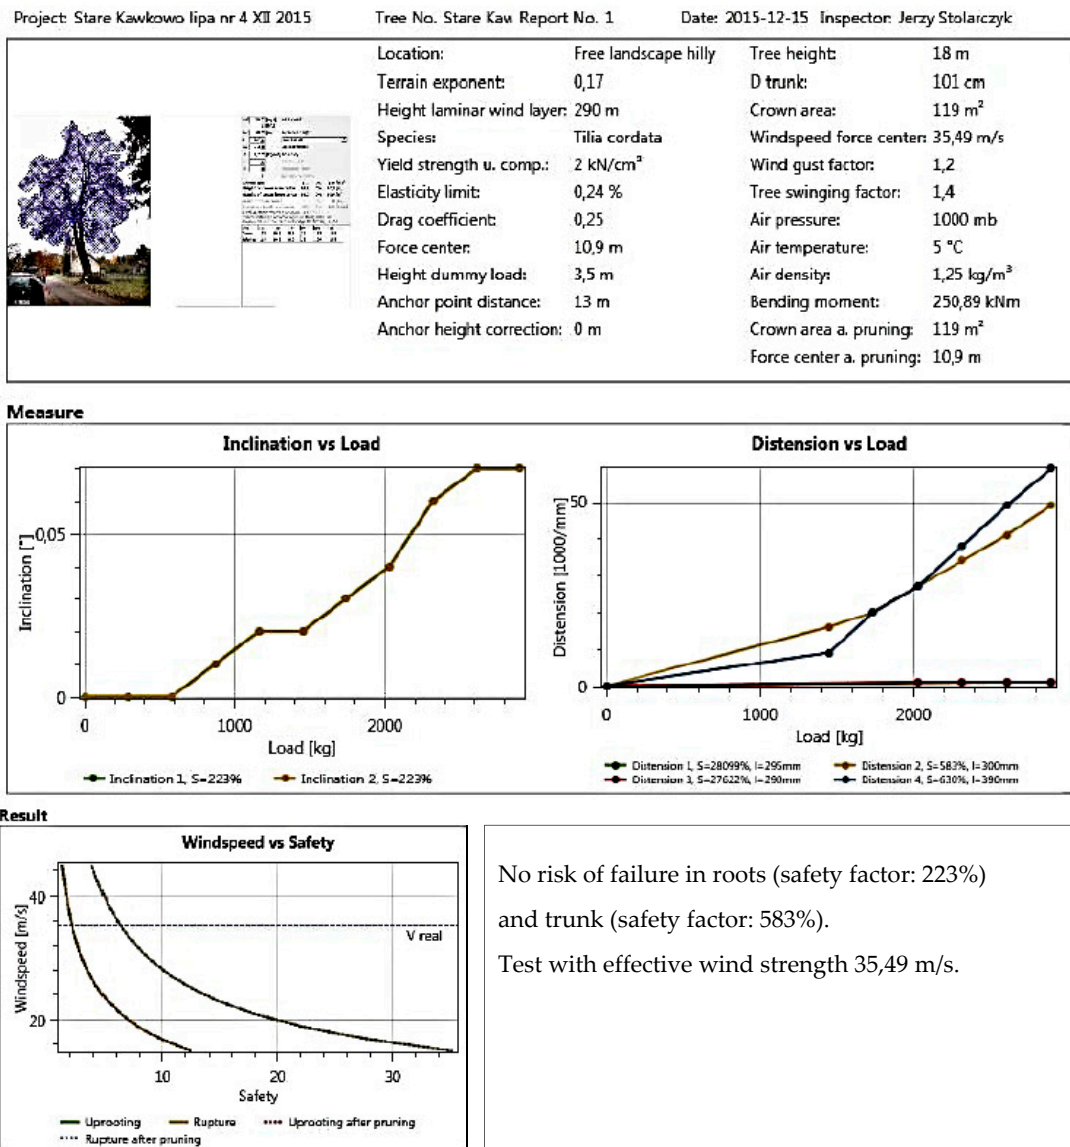 Project: Stare Kawkowo lipa nr 4 XII 2015 Tree No. Stare Kaw Report No. 1 Date: 2015-12-15 Inspector: Jerzy Stolarczyk
Location: Free landscape hilly
Terrain exponent: 0,17
Height laminar wind layer: 290 m
Species: Tilia cordata
Yield strength u. comp.: 2 kN/cm²
Elasticity limit: 0,24 %
Drag coefficient: 0,25
Force center: 10,9 m
Height dummy load: 3,5 m
Anchor point distance: 13 m
Anchor height correction: 0 m
Tree height: 18 m
D trunk: 101 cm
Crown area: 119 m²
Windspeed force center: 35,49 m/s
Wind gust factor: 1,2
Tree swinging factor: 1,4
Air pressure: 1000 mb
Air temperature: 5 °C
Air density: 1,25 kg/m³
Bending moment: 250,89 kNm
Crown area a. pruning: 119 m²
Force center a. pruning: 10,9 m
Measure
Inclination vs Load
Inclination [°]
0,05
0
0 1000 2000
Load [kg]
Inclination 1, S=223% Inclination 2, S=223%
Distension vs Load
Distension [1000/mm]
50
0
0 1000 2000
Load [kg]
Distension 1, S=28099%, l=295mm Distension 2, S=583%, l=300mm
Distension 3, S=27622%, l=290mm Distension 4, S=630%, l=390mm
Result
Windspeed vs Safety
Windspeed [m/s]
40
20
V real
10 20 30
Safety
Uprooting Rupture Uprooting after pruning
Rupture after pruning
No risk of failure in roots (safety factor: 223%)
and trunk (safety factor: 583%).
Test with effective wind strength 35,49 m/s.